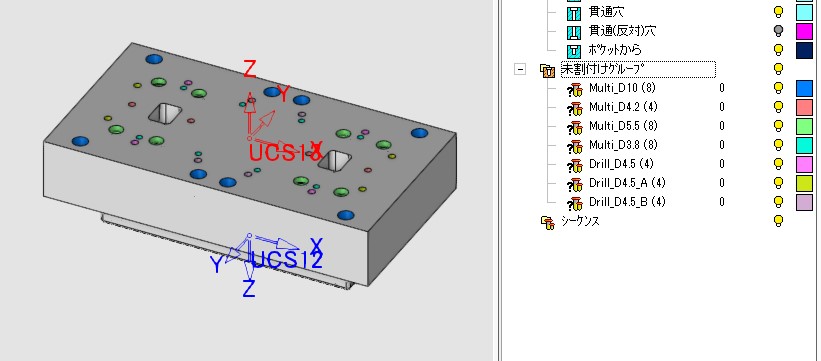 Z
Y
X
UCS13
X
Y
UCS12
Z
貫通穴
貫通(反対)穴
ポケットから
未割付けグループ
Multi_D10 (8) 0
Multi_D4.2 (4) 0
Multi_D5.5 (8) 0
Multi_D3.8 (8) 0
Drill_D4.5 (4) 0
Drill_D4.5_A (4) 0
Drill_D4.5_B (4) 0
シーケンス